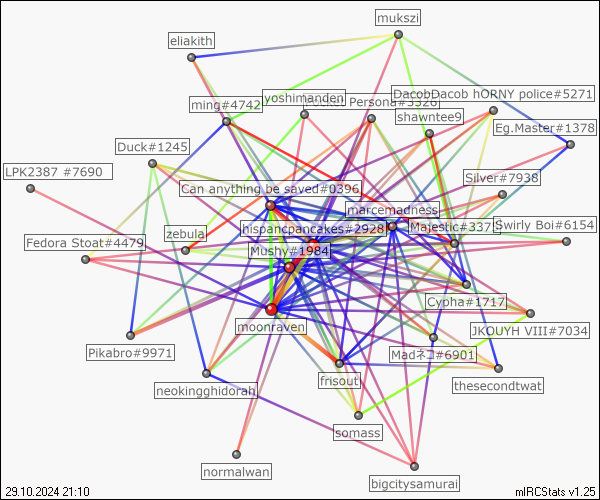 mukszi
eliakith
DacobDacob hORNY police#5271
yoshimanden
Persona#3326
ming#4742
shawntee9
Eg.Master#1378
Duck#1245
LPK2387 #7690
Silver#7938
Can anything be saved#0396
marcemadness
hispancpancakes#2928
Majestic#337
Swirly Boi#6154
zebula
Fedora Stoat#4479
Mushy#1984
Cypha#1717
moonraven
JKOUYH VIII#7034
Pikabro#9971
Madネコ#6901
frisout
thesecondtwat
neokingghidorah
somass
normalwan
bigcitysamurai
29.10.2024 21:10
mIRCStats v1.25